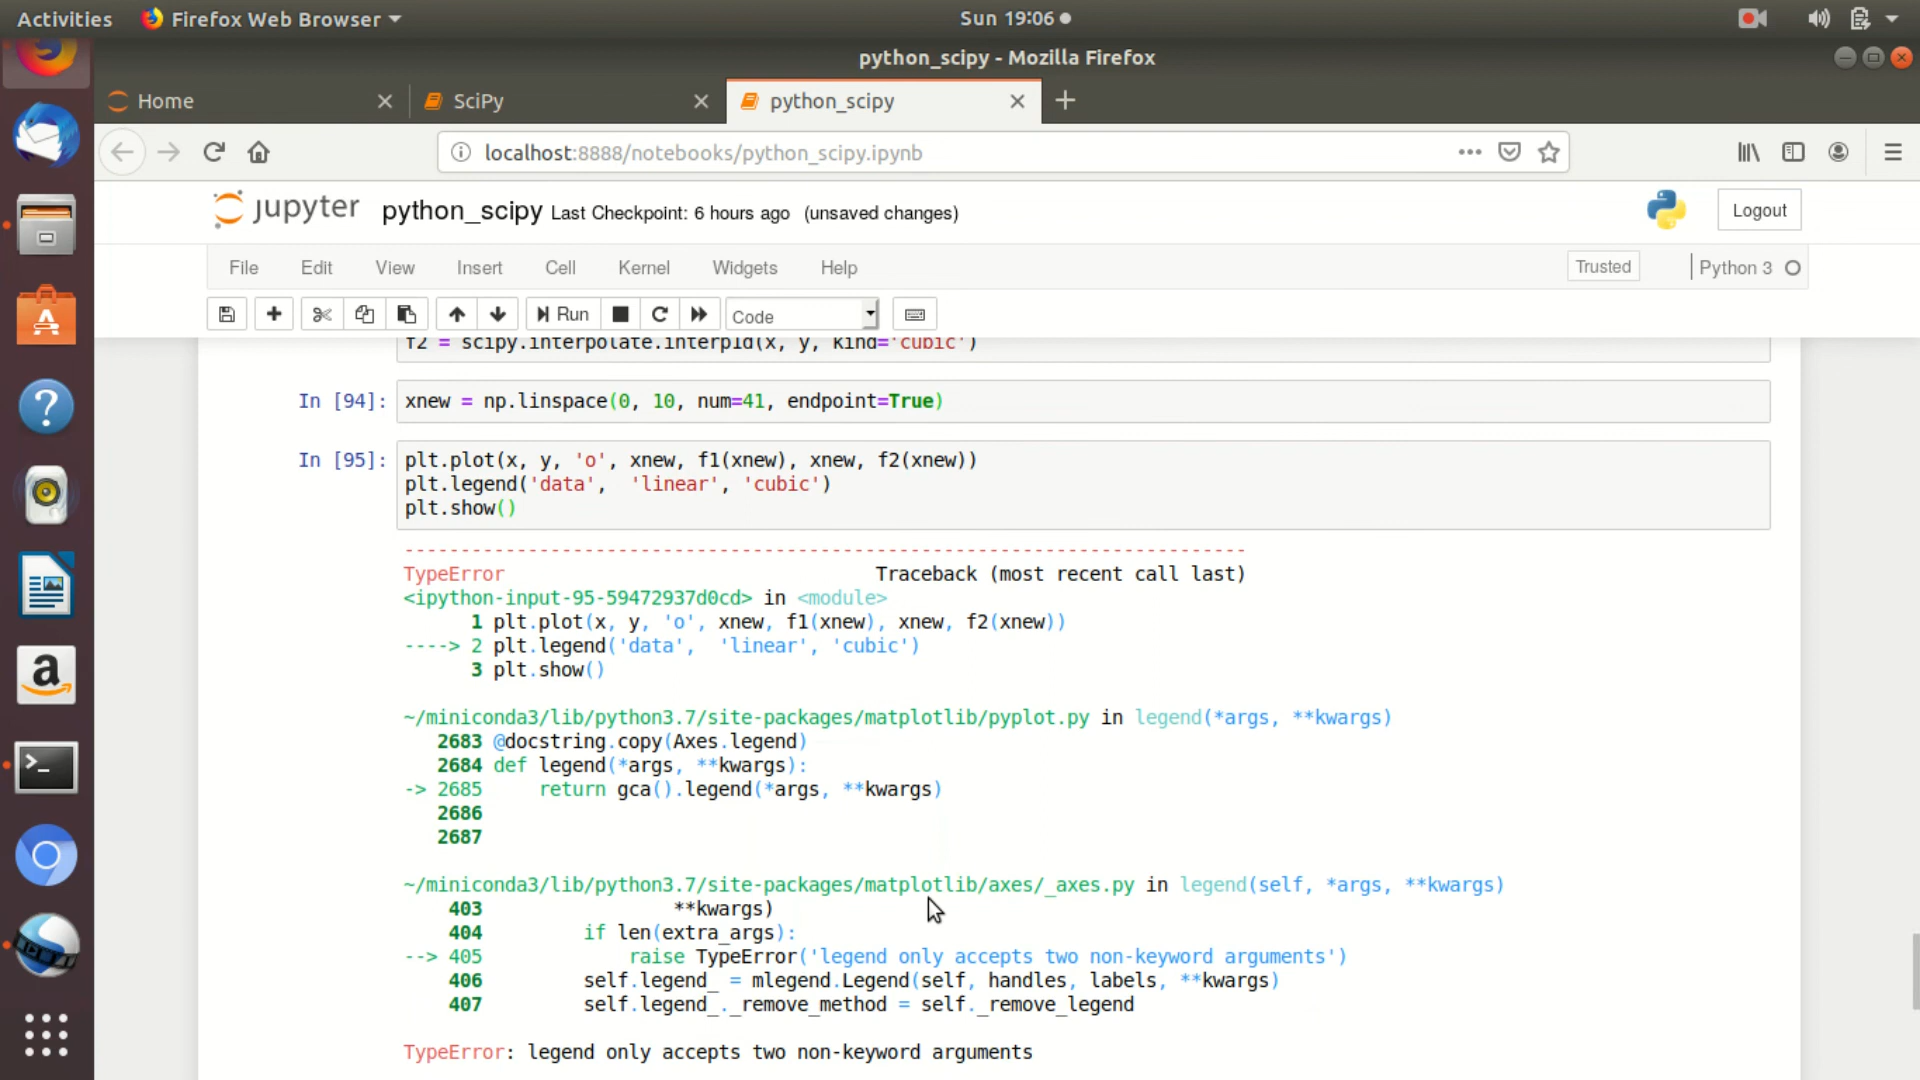 Activities Firefox Web Browser Sun 19:06
python_scipy - Mozilla Firefox
Home SciPy python_scipy
localhost:8888/notebooks/python_scipy.ipynb
jupyter python_scipy Last Checkpoint: 6 hours ago (unsaved changes) Logout
File Edit View Insert Cell Kernel Widgets Help Trusted Python 3
Run Code
f2 = scipy.interpolate.interp1d(x, y, kind='cubic')
In [94]: xnew = np.linspace(0, 10, num=41, endpoint=True)
In [95]: plt.plot(x, y, 'o', xnew, f1(xnew), xnew, f2(xnew))
plt.legend('data',  'linear', 'cubic')
plt.show()
---------------------------------------------------------------------------
TypeError                                 Traceback (most recent call last)
<ipython-input-95-59472937d0cd> in <module>
      1 plt.plot(x, y, 'o', xnew, f1(xnew), xnew, f2(xnew))
----> 2 plt.legend('data',  'linear', 'cubic')
      3 plt.show()
~/miniconda3/lib/python3.7/site-packages/matplotlib/pyplot.py in legend(*args, **kwargs)
   2683 @docstring.copy(Axes.legend)
   2684 def legend(*args, **kwargs):
-> 2685     return gca().legend(*args, **kwargs)
   2686
   2687
~/miniconda3/lib/python3.7/site-packages/matplotlib/axes/_axes.py in legend(self, *args, **kwargs)
    403                 **kwargs)
    404         if len(extra_args):
--> 405             raise TypeError('legend only accepts two non-keyword arguments')
    406         self.legend_ = mlegend.Legend(self, handles, labels, **kwargs)
    407         self.legend_._remove_method = self._remove_legend
TypeError: legend only accepts two non-keyword arguments